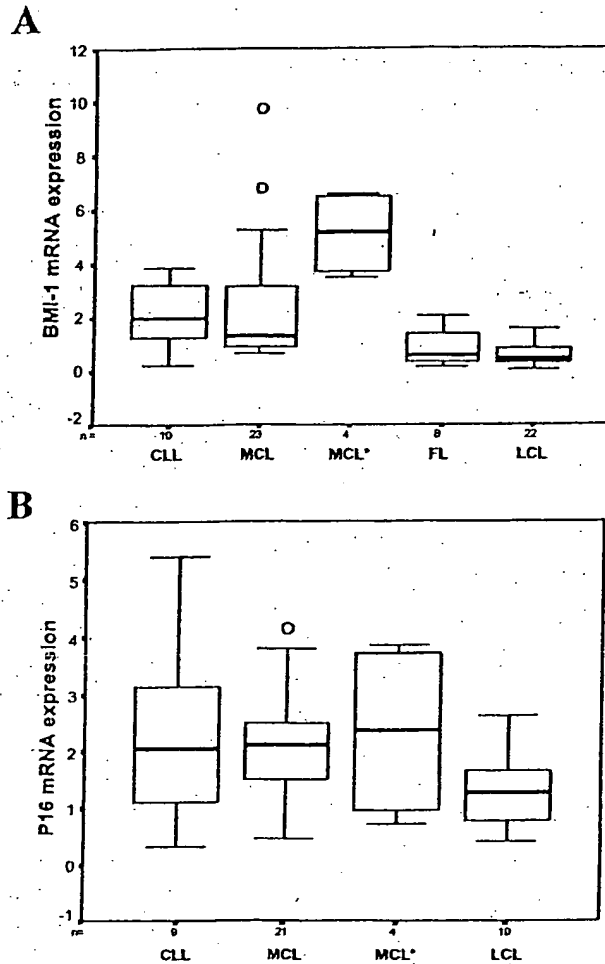 A
12
10
8
6
4
2
0
-2
BMI-1 mRNA expression
n= 10 23 4 8 22
CLL MCL MCL* FL LCL
B
6
5
4
3
2
1
0
-1
P16 mRNA expression
n= 9 21 4 10
CLL MCL MCL* LCL